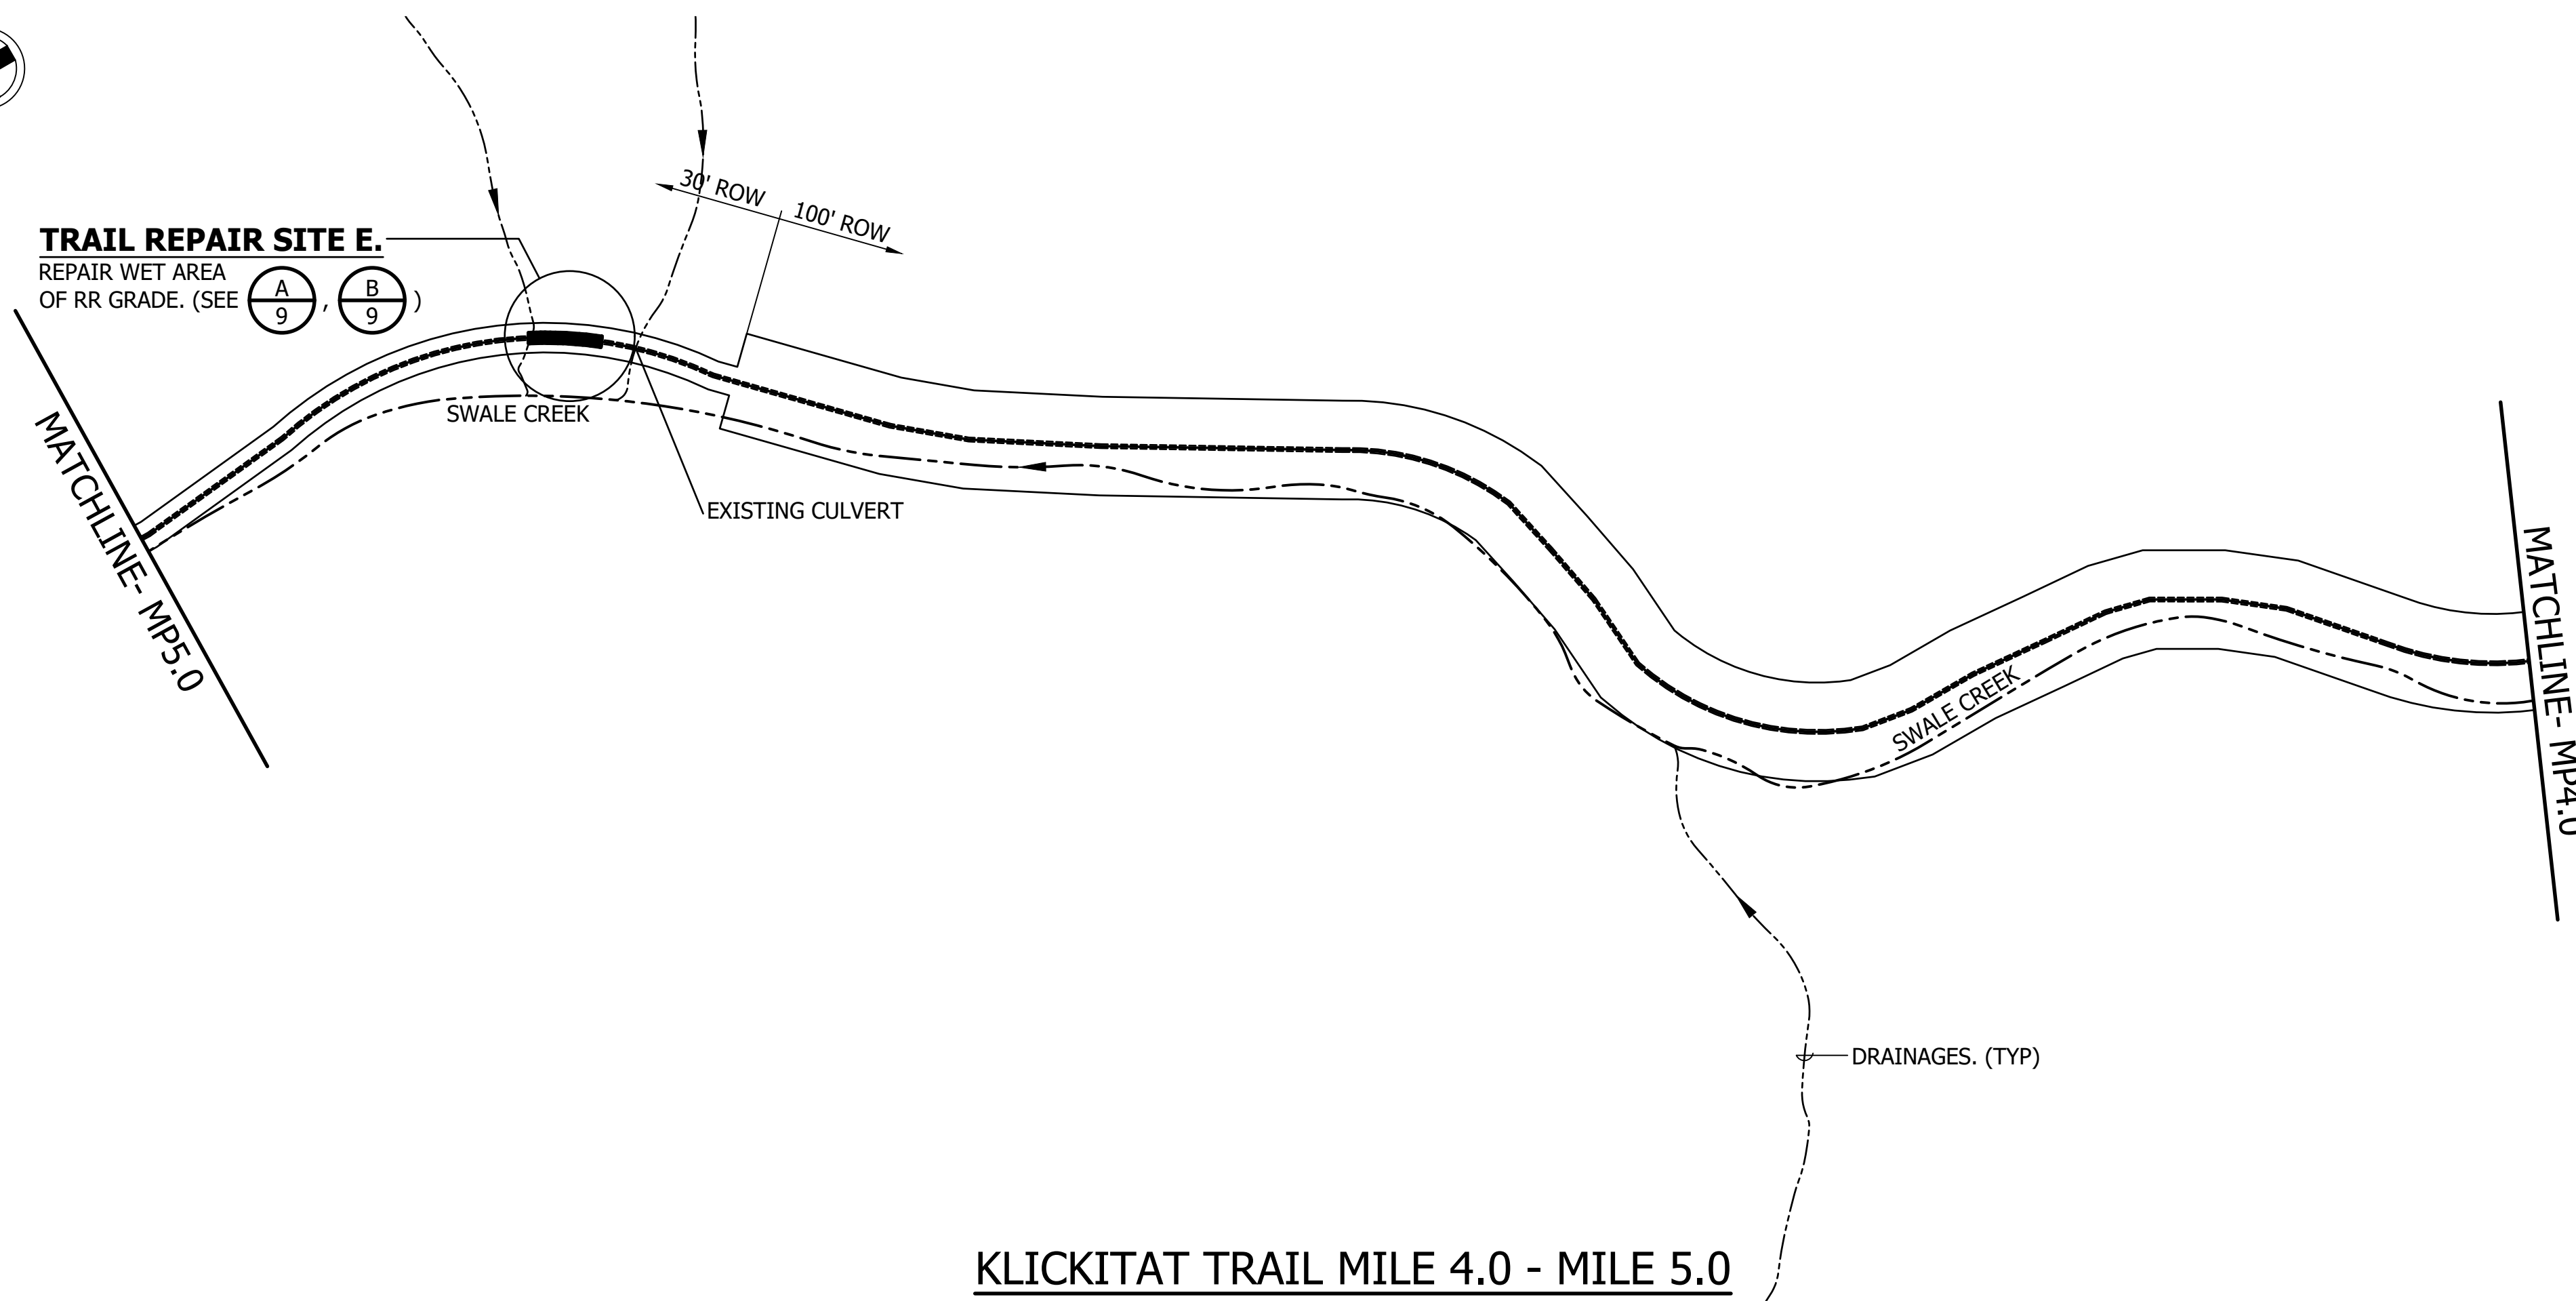 30' ROW
100' ROW
TRAIL REPAIR SITE E.
REPAIR WET AREA
OF RR GRADE. (SEE A 9 , B 9 )
SWALE CREEK
EXISTING CULVERT
MATCHLINE- MP5.0
MATCHLINE- MP4.0
SWALE CREEK
DRAINAGES. (TYP)
KLICKITAT TRAIL MILE 4.0 - MILE 5.0